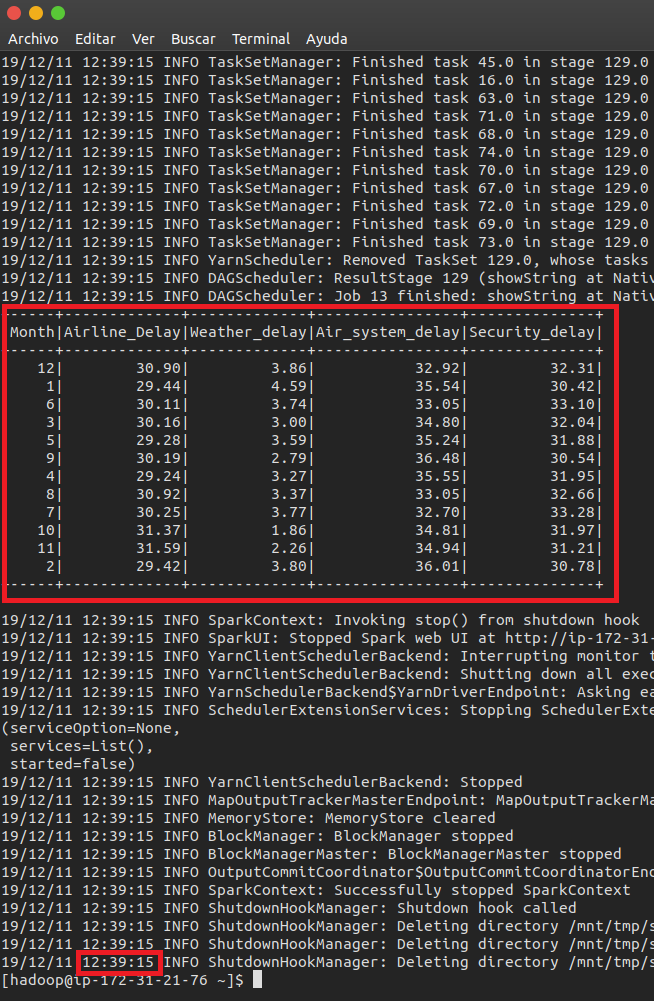 Archivo Editar Ver Buscar Terminal Ayuda
19/12/11 12:39:15 INFO TaskSetManager: Finished task 45.0 in stage 129.0
19/12/11 12:39:15 INFO TaskSetManager: Finished task 16.0 in stage 129.0
19/12/11 12:39:15 INFO TaskSetManager: Finished task 63.0 in stage 129.0
19/12/11 12:39:15 INFO TaskSetManager: Finished task 71.0 in stage 129.0
19/12/11 12:39:15 INFO TaskSetManager: Finished task 68.0 in stage 129.0
19/12/11 12:39:15 INFO TaskSetManager: Finished task 74.0 in stage 129.0
19/12/11 12:39:15 INFO TaskSetManager: Finished task 70.0 in stage 129.0
19/12/11 12:39:15 INFO TaskSetManager: Finished task 67.0 in stage 129.0
19/12/11 12:39:15 INFO TaskSetManager: Finished task 72.0 in stage 129.0
19/12/11 12:39:15 INFO TaskSetManager: Finished task 69.0 in stage 129.0
19/12/11 12:39:15 INFO TaskSetManager: Finished task 73.0 in stage 129.0
19/12/11 12:39:15 INFO YarnScheduler: Removed TaskSet 129.0, whose tasks
19/12/11 12:39:15 INFO DAGScheduler: ResultStage 129 (showString at Nativ
19/12/11 12:39:15 INFO DAGScheduler: Job 13 finished: showString at Nativ
------+-------------+-------------+----------------+--------------+
Month|Airline_Delay|Weather_delay|Air_system_delay|Security_delay|
------+-------------+-------------+----------------+--------------+
12| 30.90| 3.86| 32.92| 32.31|
1| 29.44| 4.59| 35.54| 30.42|
6| 30.11| 3.74| 33.05| 33.10|
3| 30.16| 3.00| 34.80| 32.04|
5| 29.28| 3.59| 35.24| 31.88|
9| 30.19| 2.79| 36.48| 30.54|
4| 29.24| 3.27| 35.55| 31.95|
8| 30.92| 3.37| 33.05| 32.66|
7| 30.25| 3.77| 32.70| 33.28|
10| 31.37| 1.86| 34.81| 31.97|
11| 31.59| 2.26| 34.94| 31.21|
2| 29.42| 3.80| 36.01| 30.78|
------+-------------+-------------+----------------+--------------+
19/12/11 12:39:15 INFO SparkContext: Invoking stop() from shutdown hook
19/12/11 12:39:15 INFO SparkUI: Stopped Spark web UI at http://ip-172-31-
19/12/11 12:39:15 INFO YarnClientSchedulerBackend: Interrupting monitor t
19/12/11 12:39:15 INFO YarnClientSchedulerBackend: Shutting down all exec
19/12/11 12:39:15 INFO YarnSchedulerBackend$YarnDriverEndpoint: Asking ea
19/12/11 12:39:15 INFO SchedulerExtensionServices: Stopping SchedulerExte
(serviceOption=None,
services=List(),
started=false)
19/12/11 12:39:15 INFO YarnClientSchedulerBackend: Stopped
19/12/11 12:39:15 INFO MapOutputTrackerMasterEndpoint: MapOutputTrackerMa
19/12/11 12:39:15 INFO MemoryStore: MemoryStore cleared
19/12/11 12:39:15 INFO BlockManager: BlockManager stopped
19/12/11 12:39:15 INFO BlockManagerMaster: BlockManagerMaster stopped
19/12/11 12:39:15 INFO OutputCommitCoordinator$OutputCommitCoordinatorEnd
19/12/11 12:39:15 INFO SparkContext: Successfully stopped SparkContext
19/12/11 12:39:15 INFO ShutdownHookManager: Shutdown hook called
19/12/11 12:39:15 INFO ShutdownHookManager: Deleting directory /mnt/tmp/s
19/12/11 12:39:15 INFO ShutdownHookManager: Deleting directory /mnt/tmp/s
19/12/11 12:39:15 INFO ShutdownHookManager: Deleting directory /mnt/tmp/s
[hadoop@ip-172-31-21-76 ~]$